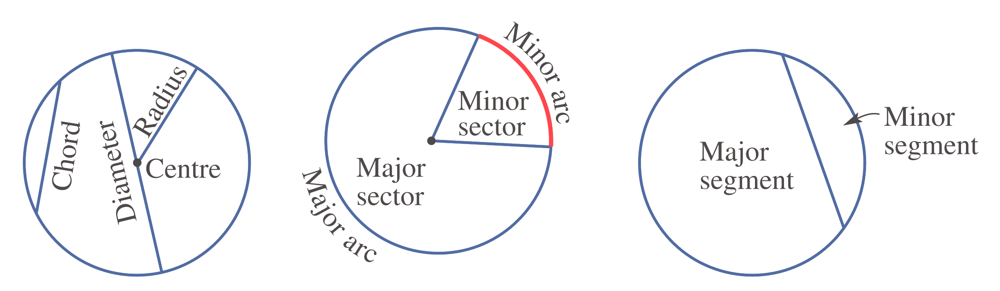 Chord
Diameter
Radius
Centre
Minor arc
Minor
sector
Major
sector
Major arc
Major
segment
Minor
segment